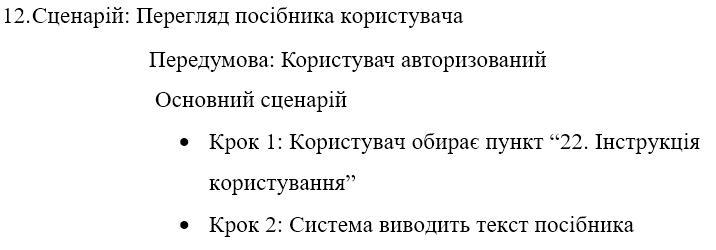 12.Сценарій: Перегляд посібника користувача
Передумова: Користувач авторизований
Основний сценарій
• Крок 1: Користувач обирає пункт “22. Інструкція
користування”
• Крок 2: Система виводить текст посібника